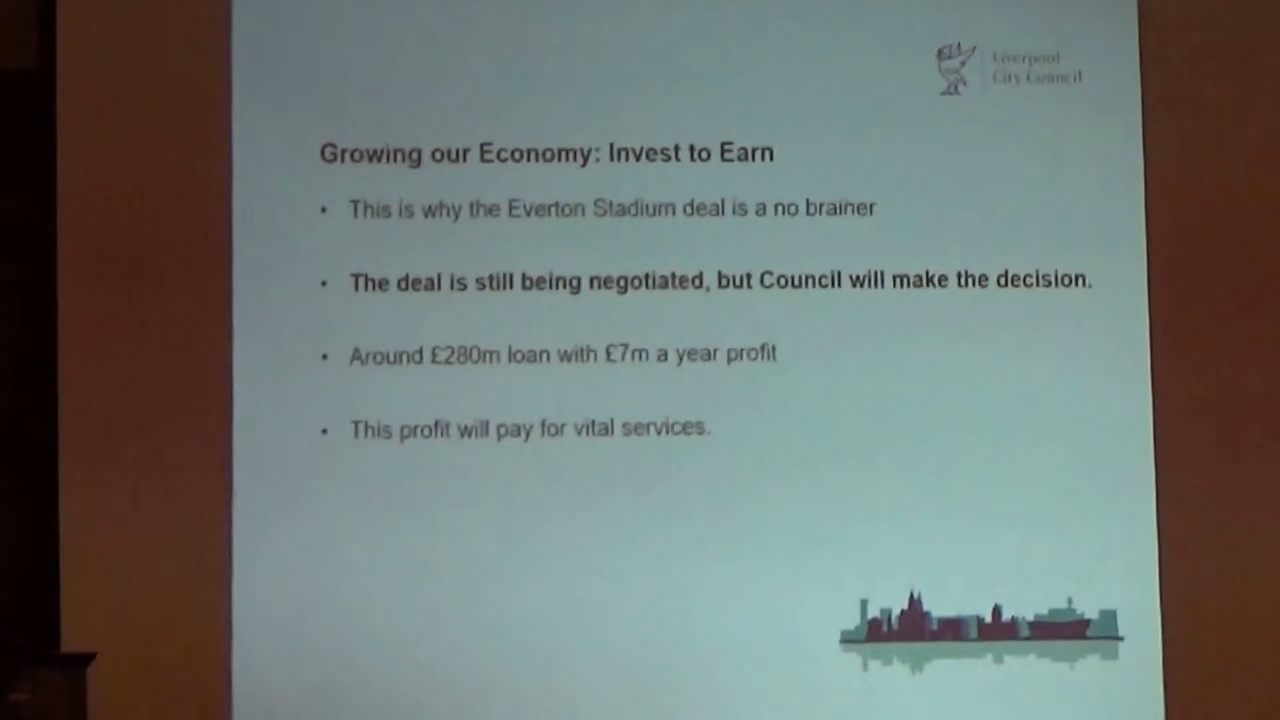 Liverpool
City Council
Growing our Economy: Invest to Earn
• This is why the Everton Stadium deal is a no brainer
• The deal is still being negotiated, but Council will make the decision.
• Around £280m loan with £7m a year profit
• This profit will pay for vital services.